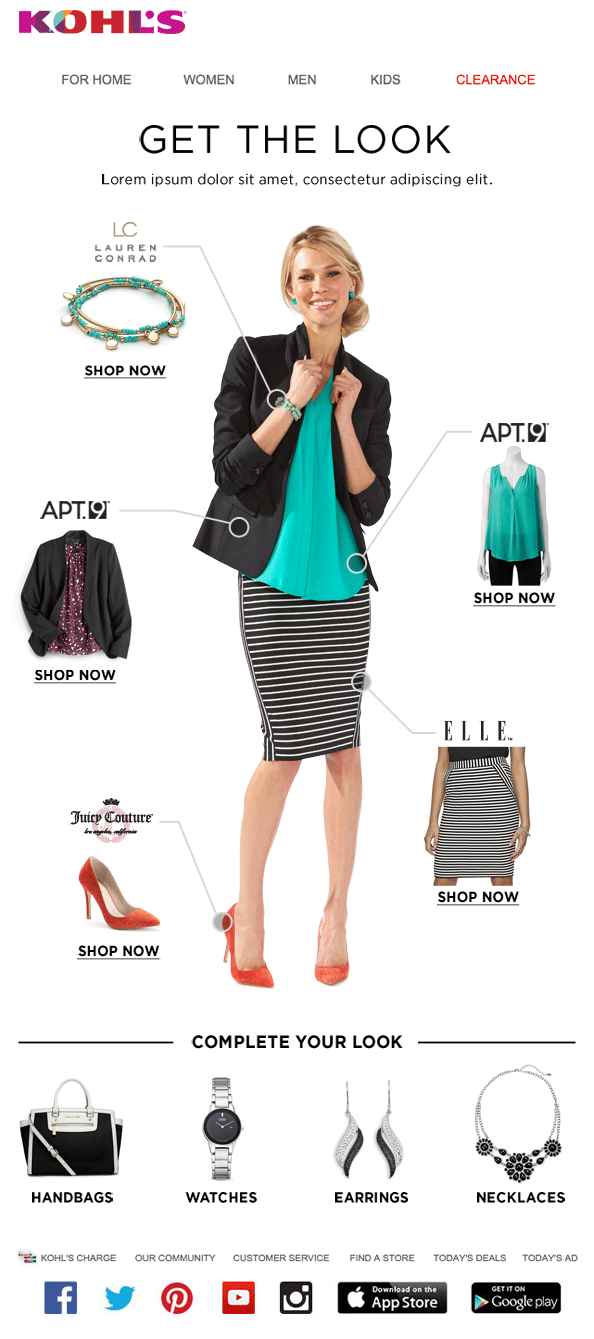 KOHL'S
FOR HOME WOMEN MEN KIDS CLEARANCE
GET THE LOOK
Lorem ipsum dolor sit amet, consectetur adipiscing elit.
LC
LAUREN
CONRAD
SHOP NOW
APT.9
SHOP NOW
APT.9
SHOP NOW
ELLE
SHOP NOW
Juicy Couture
los angeles, california
SHOP NOW
COMPLETE YOUR LOOK
HANDBAGS WATCHES EARRINGS NECKLACES
KOHL'S CHARGE OUR COMMUNITY CUSTOMER SERVICE FIND A STORE TODAY'S DEALS TODAY'S AD
Download on the
App Store
GET IT ON
Google play